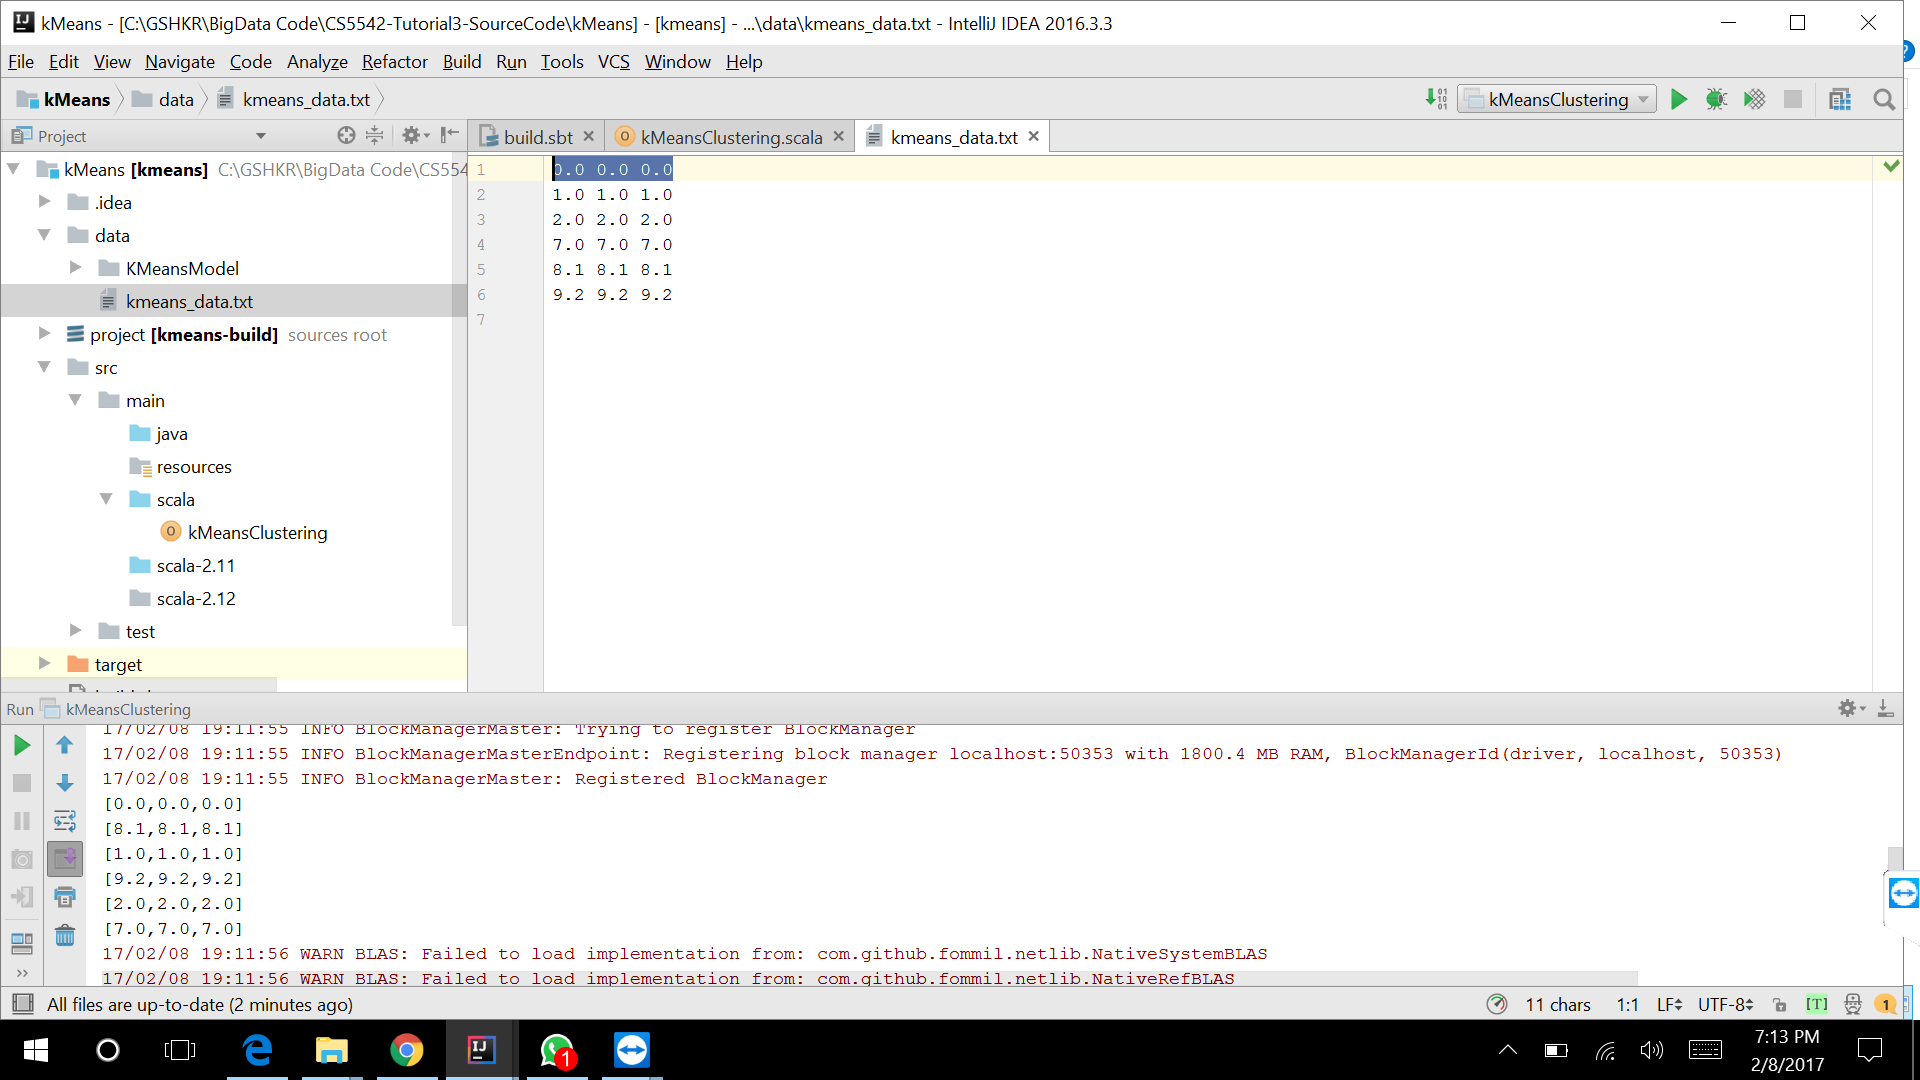 kMeans - [C:\GSHKR\BigData Code\CS5542-Tutorial3-SourceCode\kMeans] - [kmeans] - ...\data\kmeans_data.txt - IntelliJ IDEA 2016.3.3
File Edit View Navigate Code Analyze Refactor Build Run Tools VCS Window Help
kMeans data kmeans_data.txt kMeansClustering
Project build.sbt kMeansClustering.scala kmeans_data.txt
kMeans [kmeans] C:\GSHKR\BigData Code\CS554
.idea
data
KMeansModel
kmeans_data.txt
project [kmeans-build] sources root
src
main
java
resources
scala
kMeansClustering
scala-2.11
scala-2.12
test
target
1 0.0 0.0 0.0
2 1.0 1.0 1.0
3 2.0 2.0 2.0
4 7.0 7.0 7.0
5 8.1 8.1 8.1
6 9.2 9.2 9.2
7
Run kMeansClustering
17/02/08 19:11:55 INFO BlockManagerMaster: Trying to register BlockManager
17/02/08 19:11:55 INFO BlockManagerMasterEndpoint: Registering block manager localhost:50353 with 1800.4 MB RAM, BlockManagerId(driver, localhost, 50353)
17/02/08 19:11:55 INFO BlockManagerMaster: Registered BlockManager
[0.0,0.0,0.0]
[8.1,8.1,8.1]
[1.0,1.0,1.0]
[9.2,9.2,9.2]
[2.0,2.0,2.0]
[7.0,7.0,7.0]
17/02/08 19:11:56 WARN BLAS: Failed to load implementation from: com.github.fommil.netlib.NativeSystemBLAS
17/02/08 19:11:56 WARN BLAS: Failed to load implementation from: com.github.fommil.netlib.NativeRefBLAS
All files are up-to-date (2 minutes ago) 11 chars 1:1 LF UTF-8 [T] 1
1
7:13 PM
2/8/2017